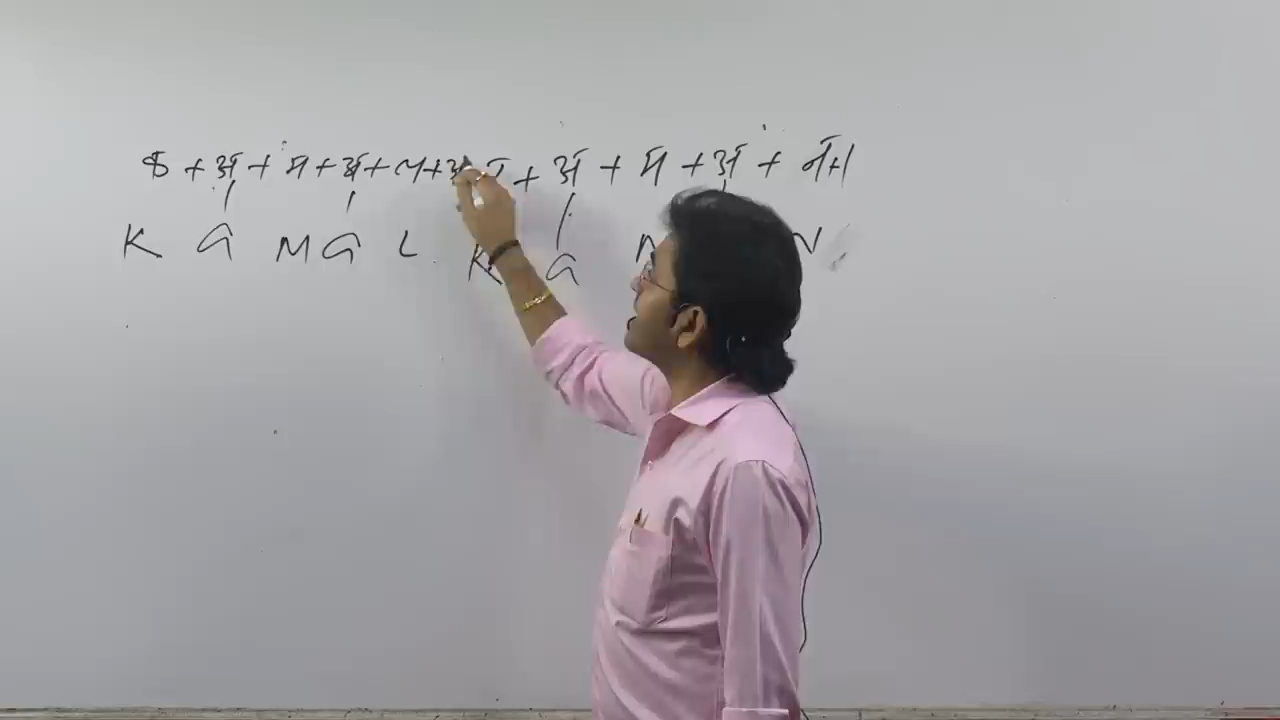 क + अ + म + अ + ल + अ + अ + म + अ +
K a M a L K a N